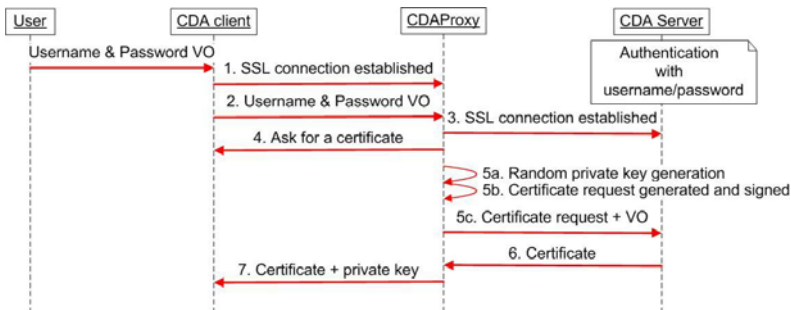 User
CDA client
CDAProxy
CDA Server
Username & Password VO
Authentication
with
username/password
1. SSL connection established
2. Username & Password VO
3. SSL connection established
4. Ask for a certificate
5a. Random private key generation
5b. Certificate request generated and signed
5c. Certificate request + VO
6. Certificate
7. Certificate + private key